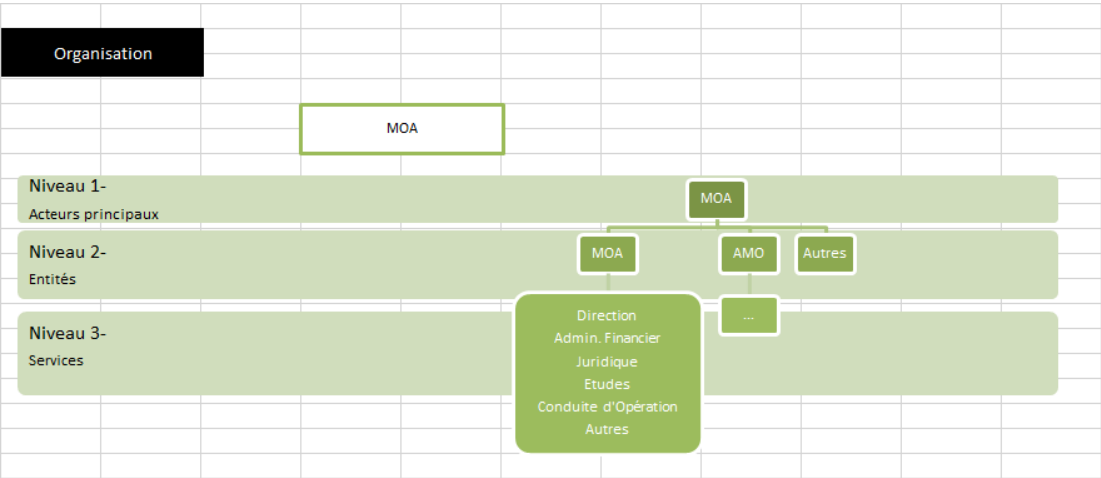 Organisation
MOA
Niveau 1-
Acteurs principaux
MOA
Niveau 2-
Entités
MOA
AMO
Autres
Niveau 3-
Services
Direction
Admin. Financier
Juridique
Etudes
Conduite d'Opération
Autres
...